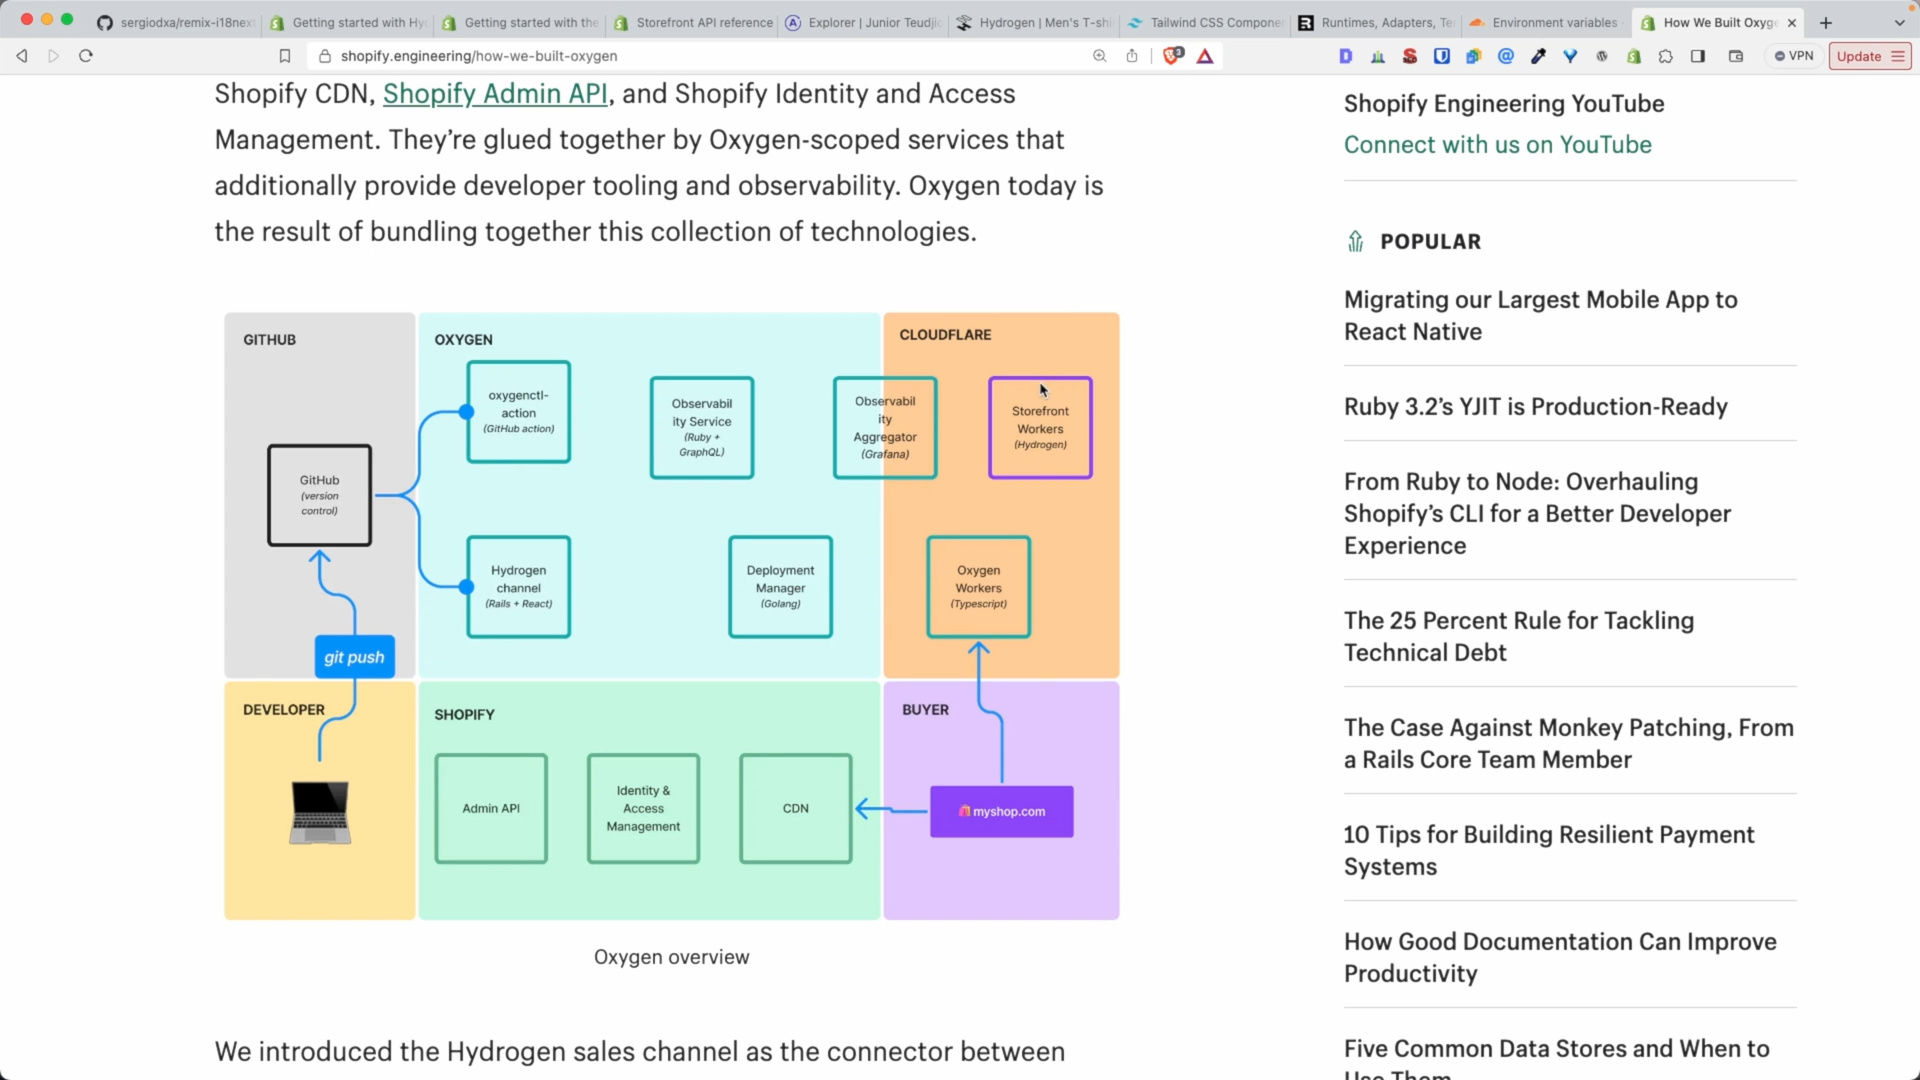 sergiodxa/remix-i18nex
Getting started with Hy
Getting started with the
Storefront API reference
Explorer | Junior Teudji
Hydrogen | Men's T-shi
Tailwind CSS Compone
Runtimes, Adapters, Te
Environment variables
How We Built Oxyge
shopify.engineering/how-we-built-oxygen
3
VPN
Update
Shopify CDN, Shopify Admin API, and Shopify Identity and Access
Management. They're glued together by Oxygen-scoped services that
additionally provide developer tooling and observability. Oxygen today is
the result of bundling together this collection of technologies.
GITHUB
GitHub
(version
control)
git push
OXYGEN
oxygenctl-
action
(GitHub action)
Observabil
ity Service
(Ruby +
GraphQL)
Observabil
ity
Aggregator
(Grafana)
Hydrogen
channel
(Rails + React)
Deployment
Manager
(Golang)
CLOUDFLARE
Storefront
Workers
(Hydrogen)
Oxygen
Workers
(Typescript)
DEVELOPER
SHOPIFY
Admin API
Identity &
Access
Management
CDN
BUYER
myshop.com
Oxygen overview
We introduced the Hydrogen sales channel as the connector between
Shopify Engineering YouTube
Connect with us on YouTube
POPULAR
Migrating our Largest Mobile App to
React Native
Ruby 3.2's YJIT is Production-Ready
From Ruby to Node: Overhauling
Shopify's CLI for a Better Developer
Experience
The 25 Percent Rule for Tackling
Technical Debt
The Case Against Monkey Patching, From
a Rails Core Team Member
10 Tips for Building Resilient Payment
Systems
How Good Documentation Can Improve
Productivity
Five Common Data Stores and When to
Use Them